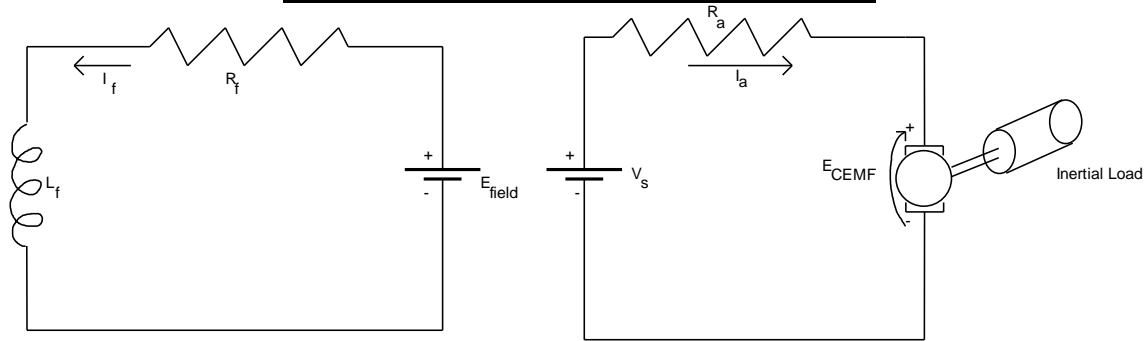 I_f
R_f
L_f
+
-
E_field
R_a
I_a
+
-
V_s
+
E_CEMF
-
Inertial Load